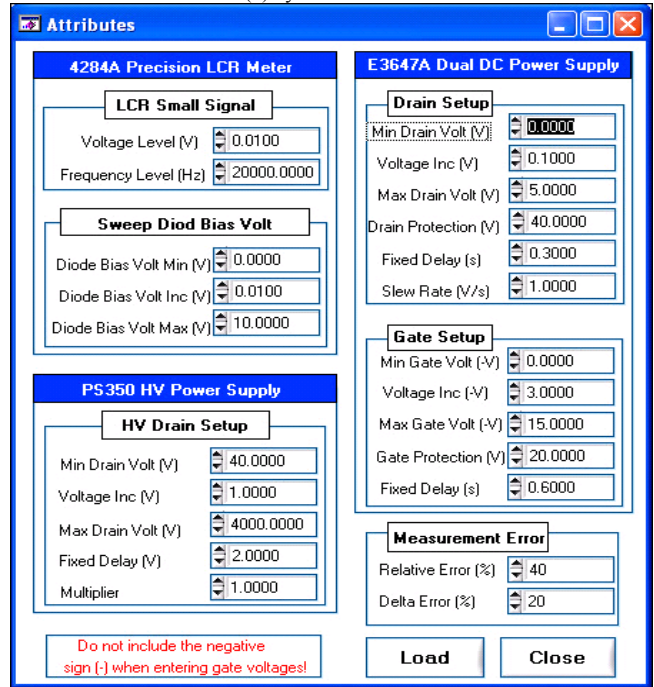 Attributes
4284A Precision LCR Meter
LCR Small Signal
Voltage Level (V) 0.0100
Frequency Level (Hz) 20000.0000
Sweep Diod Bias Volt
Diode Bias Volt Min (V) 0.0000
Diode Bias Volt Inc (V) 0.0100
Diode Bias Volt Max (V) 10.0000
PS350 HV Power Supply
HV Drain Setup
Min Drain Volt (V) 40.0000
Voltage Inc (V) 1.0000
Max Drain Volt (V) 4000.0000
Fixed Delay (V) 2.0000
Multiplier 1.0000
Do not include the negative
sign (-) when entering gate voltages!
E3647A Dual DC Power Supply
Drain Setup
Min Drain Volt (V) 0.0000
Voltage Inc (V) 0.1000
Max Drain Volt (V) 5.0000
Drain Protection (V) 40.0000
Fixed Delay (s) 0.3000
Slew Rate (V/s) 1.0000
Gate Setup
Min Gate Volt (-V) 0.0000
Voltage Inc (-V) 3.0000
Max Gate Volt (-V) 15.0000
Gate Protection (V) 20.0000
Fixed Delay (s) 0.6000
Measurement Error
Relative Error (%) 40
Delta Error (%) 20
Load
Close